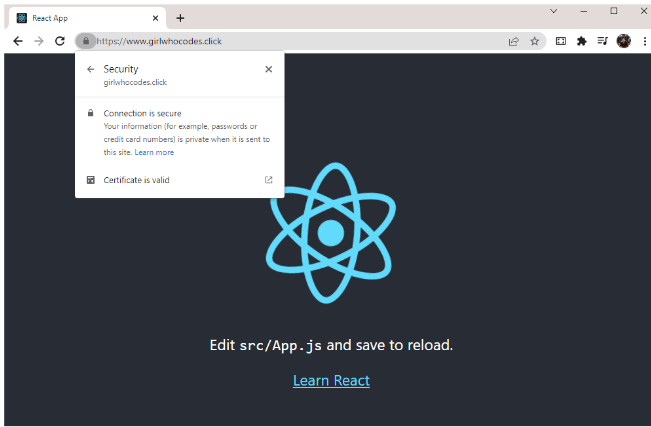 React App
https://www.girlwhocodes.click
Security
girlwhocodes.click
Connection is secure
Your information (for example, passwords or
credit card numbers) is private when it is sent to
this site. Learn more
Certificate is valid
Edit src/App.js and save to reload.
Learn React